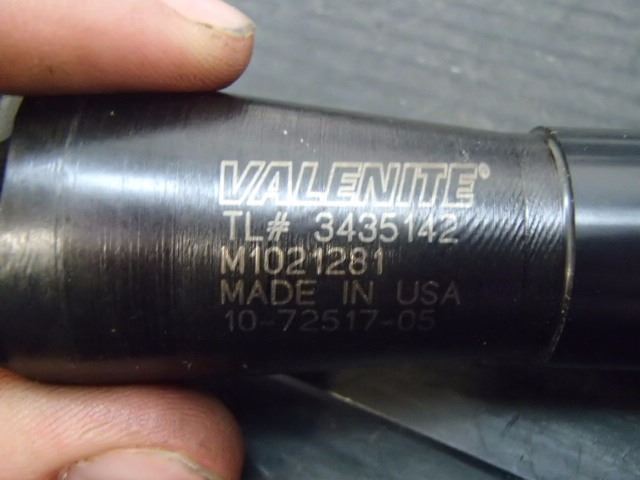 VALENITE®
TL# 3435142
M1021281
MADE IN USA
10-72517-05